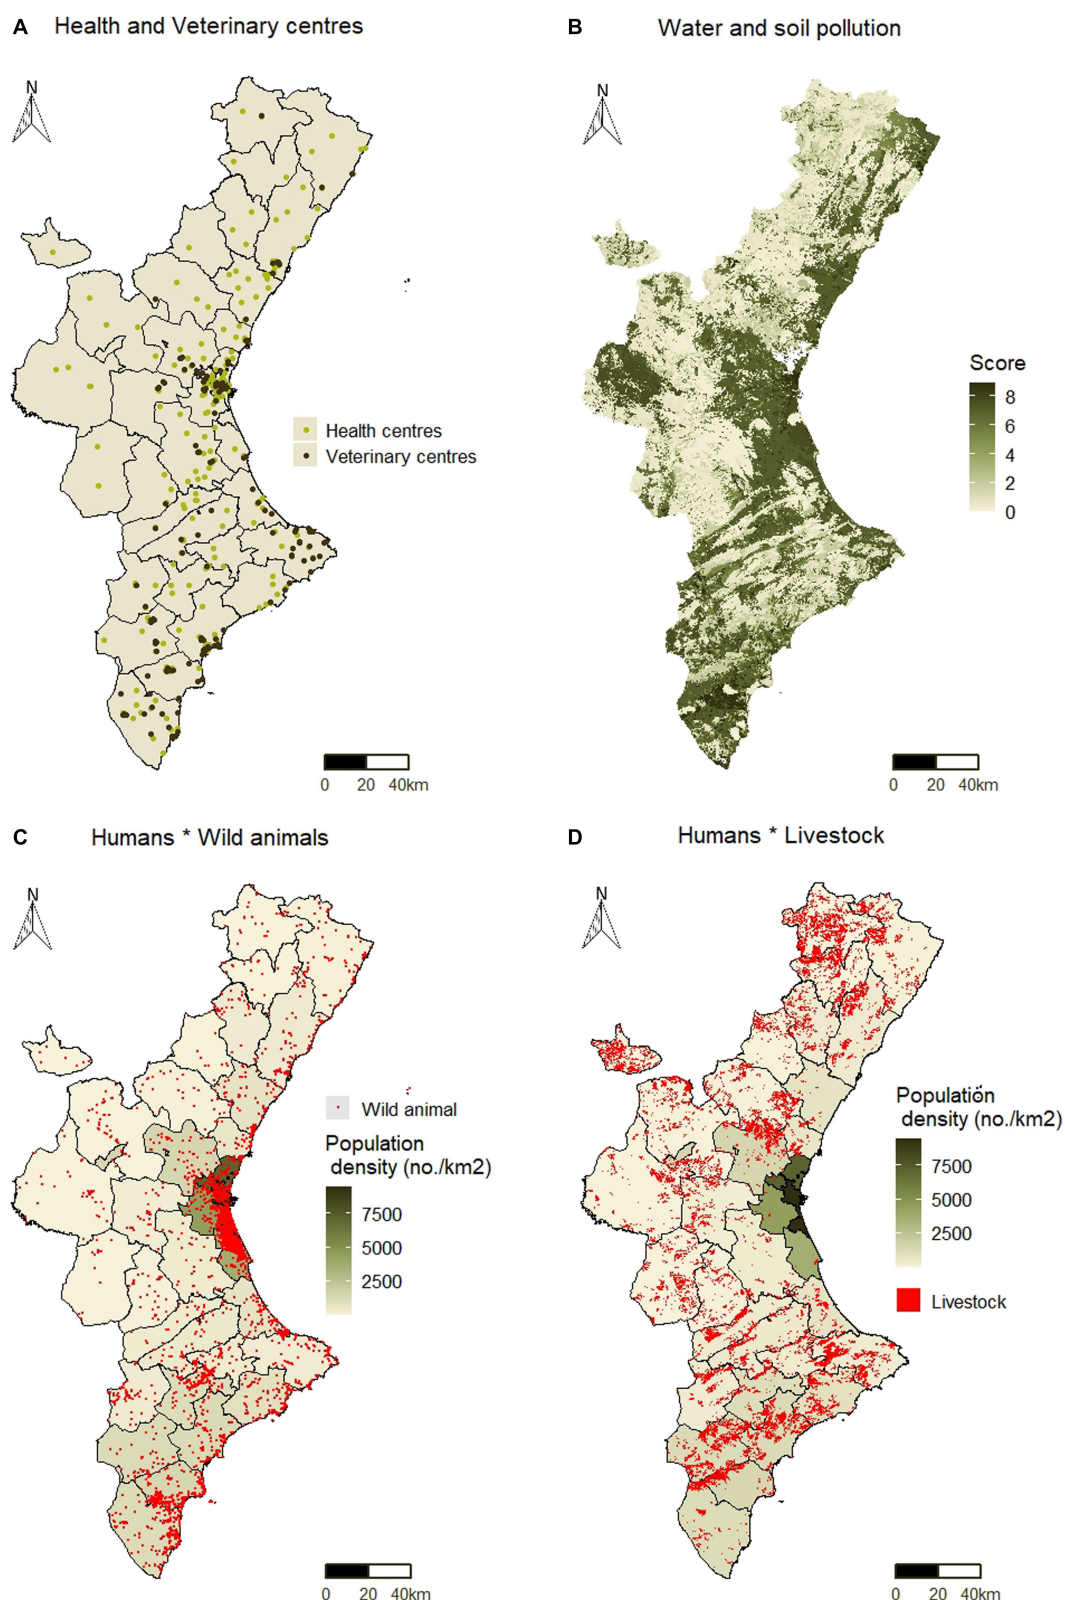 A Health and Veterinary centres
N
Health centres
Veterinary centres
0 20 40km
B Water and soil pollution
N
Score
8
6
4
2
0
0 20 40km
C Humans * Wild animals
N
Wild animal
Population
density (no./km2)
7500
5000
2500
0 20 40km
D Humans * Livestock
N
Population
density (no./km2)
7500
5000
2500
Livestock
0 20 40km